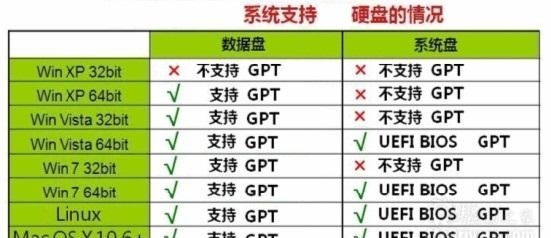 系统支持 硬盘的情况
数据盘 系统盘
Win XP 32bit × 不支持 GPT × 不支持 GPT
Win XP 64bit √ 支持 GPT × 不支持 GPT
Win Vista 32bit √ 支持 GPT × 不支持 GPT
Win Vista 64bit √ 支持 GPT √ UEFI BIOS GPT
Win 7 32bit √ 支持 GPT × 不支持 GPT
Win 7 64bit √ 支持 GPT √ UEFI BIOS GPT
Linux √ 支持 GPT √ UEFI BIOS GPT
Mac OS X 10.6+ √ 支持 GPT √ UEFI BIOS GPT